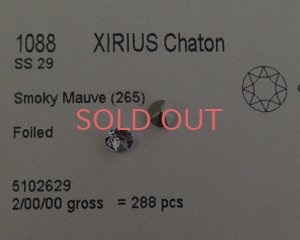 1088 XIRIUS Chaton
SS 29
Smoky Mauve (265)
SOLD OUT
Foiled
5102629
2/00/00 gross = 288 pcs